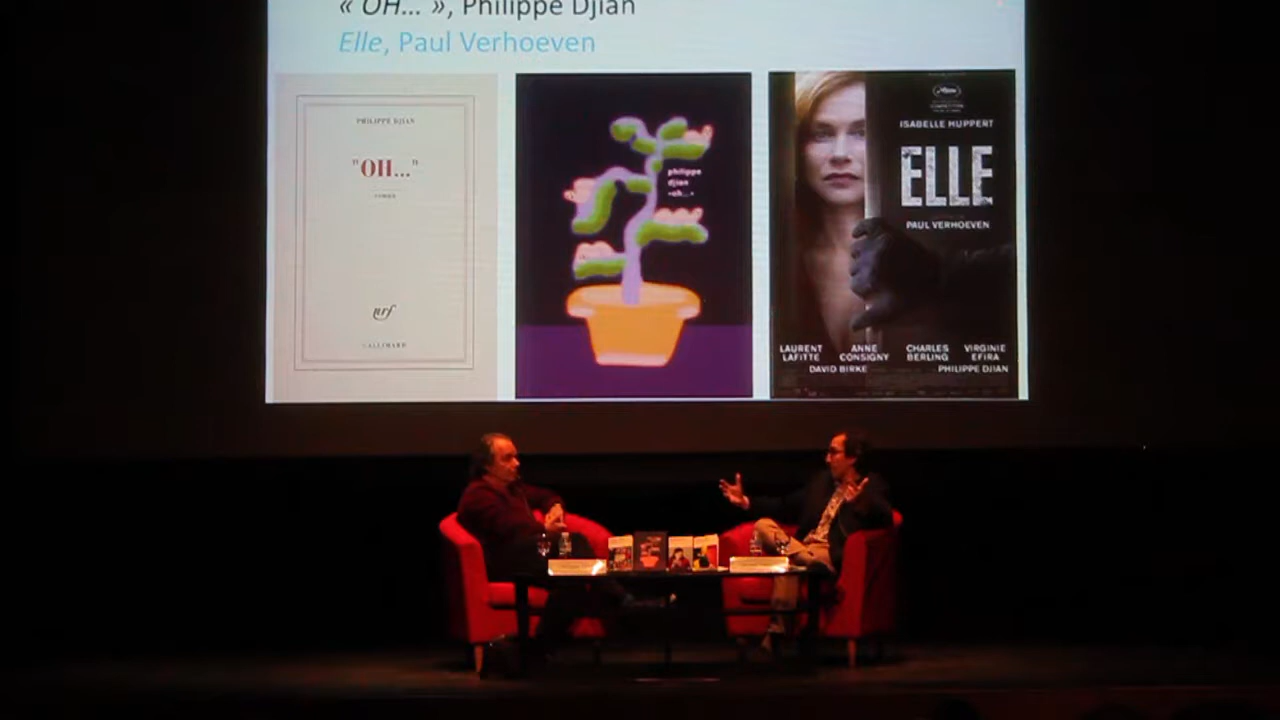 « OH... », Philippe Djian
Elle, Paul Verhoeven
PHILIPPE DJIAN
"OH..."
roman
nrf
GALLIMARD
philippe
djian
«oh...»
ISABELLE HUPPERT
ELLE
PAUL VERHOEVEN
LAURENT LAFITTE
ANNE CONSIGNY
CHARLES BERLING
VIRGINIE EFIRA
DAVID BIRKE
PHILIPPE DJIAN